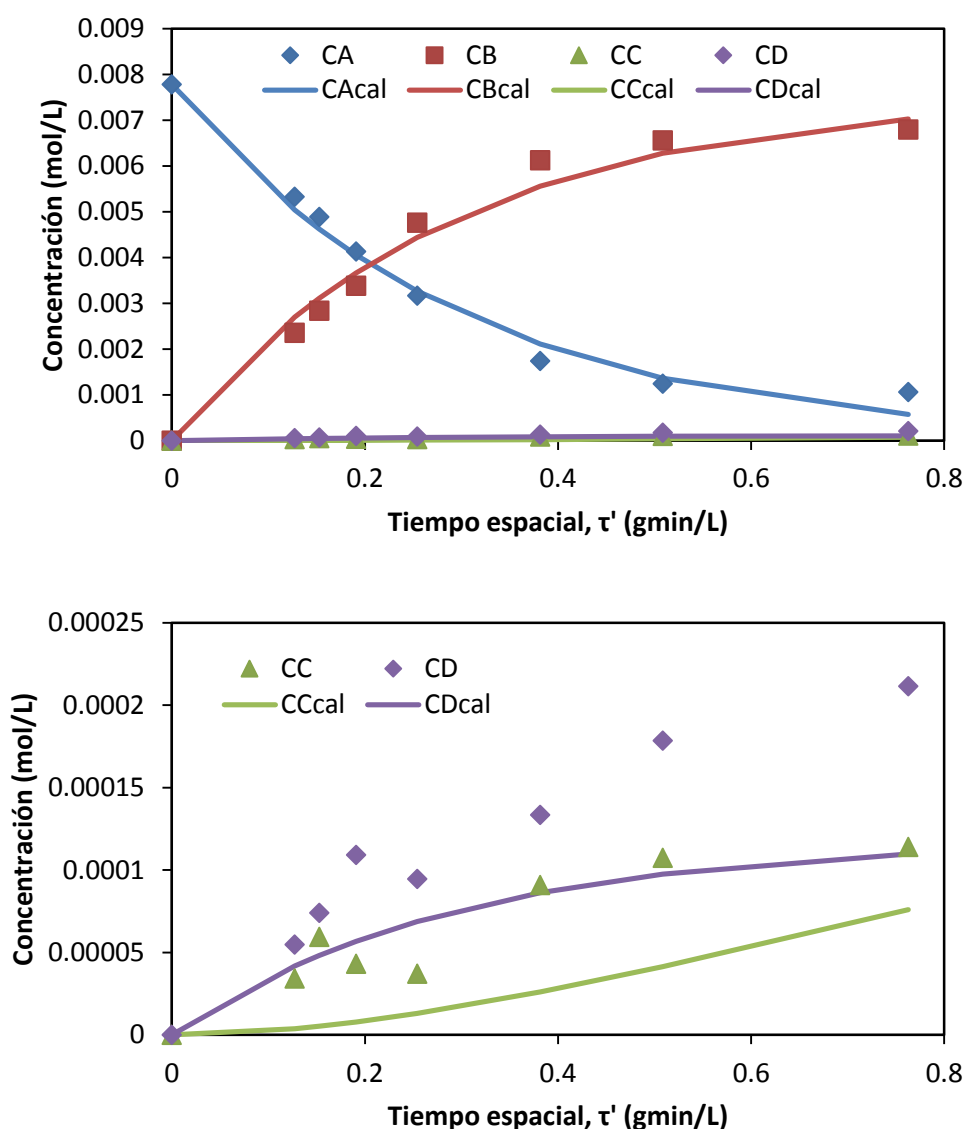 0.009
CA CB CC CD
CAcal CBcal CCcal CDcal
0.008
0.007
0.006
0.005
0.004
0.003
0.002
0.001
0
Concentración (mol/L)
0 0.2 0.4 0.6 0.8
Tiempo espacial, τ' (gmin/L)
0.00025
CC CD
CCcal CDcal
0.0002
0.00015
0.0001
0.00005
0
Concentración (mol/L)
0 0.2 0.4 0.6 0.8
Tiempo espacial, τ' (gmin/L)